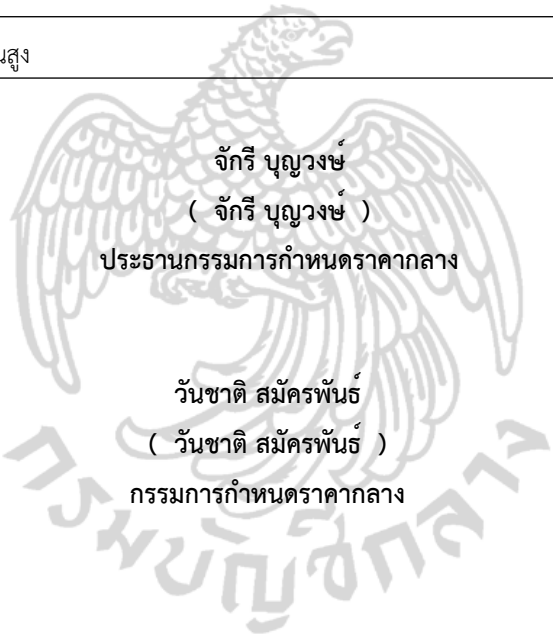 นสูง
จักรี บุญวงษ์
( จักรี บุญวงษ์ )
ประธานกรรมการกำหนดราคากลาง
วันชาติ สมัครพันธ์
( วันชาติ สมัครพันธ์ )
กรรมการกำหนดราคากลาง
กรมบัญชีกลาง